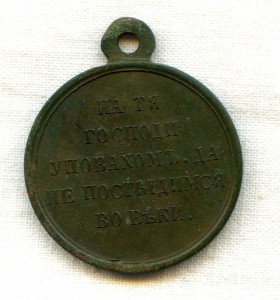 НА ТЯ
ГОСПОДИ
УПОВАХОМЪ, ДА
НЕ ПОСТЫДИМСЯ
ВО ВѢКИ.